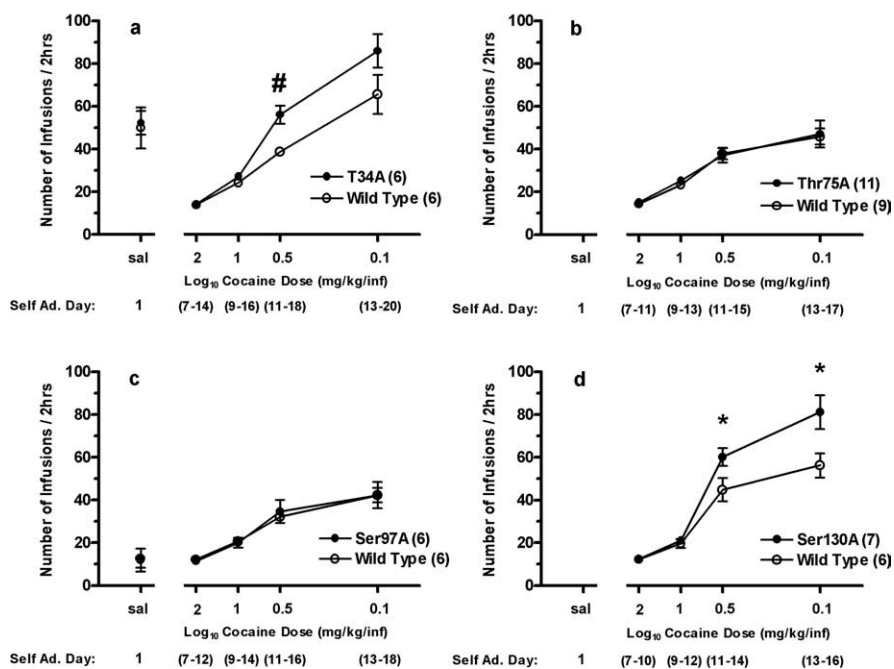 a
Number of Infusions / 2hrs
100
80
60
40
20
0
#
T34A (6)
Wild Type (6)
sal
2
1
0.5
0.1
Log₁₀ Cocaine Dose (mg/kg/inf)
Self Ad. Day: 1 (7-14) (9-16) (11-18) (13-20)
b
Number of Infusions / 2hrs
100
80
60
40
20
0
Thr75A (11)
Wild Type (9)
sal
2
1
0.5
0.1
Log₁₀ Cocaine Dose (mg/kg/inf)
Self Ad. Day: 1 (7-11) (9-13) (11-15) (13-17)
c
Number of Infusions / 2hrs
100
80
60
40
20
0
Ser97A (6)
Wild Type (6)
sal
2
1
0.5
0.1
Log₁₀ Cocaine Dose (mg/kg/inf)
Self Ad. Day: 1 (7-12) (9-14) (11-16) (13-18)
d
Number of Infusions / 2hrs
100
80
60
40
20
0
*
*
Ser130A (7)
Wild Type (6)
sal
2
1
0.5
0.1
Log₁₀ Cocaine Dose (mg/kg/inf)
Self Ad. Day: 1 (7-10) (9-12) (11-14) (13-16)